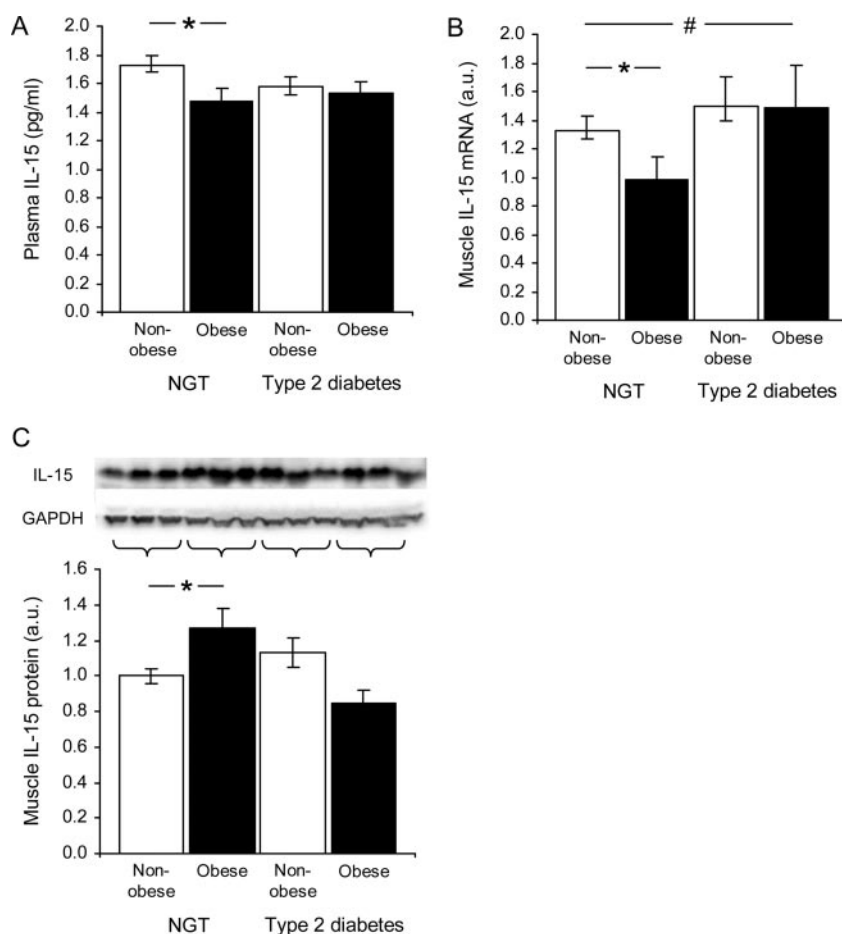 A
*
Plasma IL-15 (pg/ml)
2.0
1.8
1.6
1.4
1.2
1.0
0.8
0.6
0.4
0.2
0.0
Non-
obese
Obese
Non-
obese
Obese
NGT
Type 2 diabetes
B
#
*
Muscle IL-15 mRNA (a.u.)
2.0
1.8
1.6
1.4
1.2
1.0
0.8
0.6
0.4
0.2
0.0
Non-
obese
Obese
Non-
obese
Obese
NGT
Type 2 diabetes
C
IL-15
GAPDH
*
Muscle IL-15 protein (a.u.)
1.6
1.4
1.2
1.0
0.8
0.6
0.4
0.2
0.0
Non-
obese
Obese
Non-
obese
Obese
NGT
Type 2 diabetes